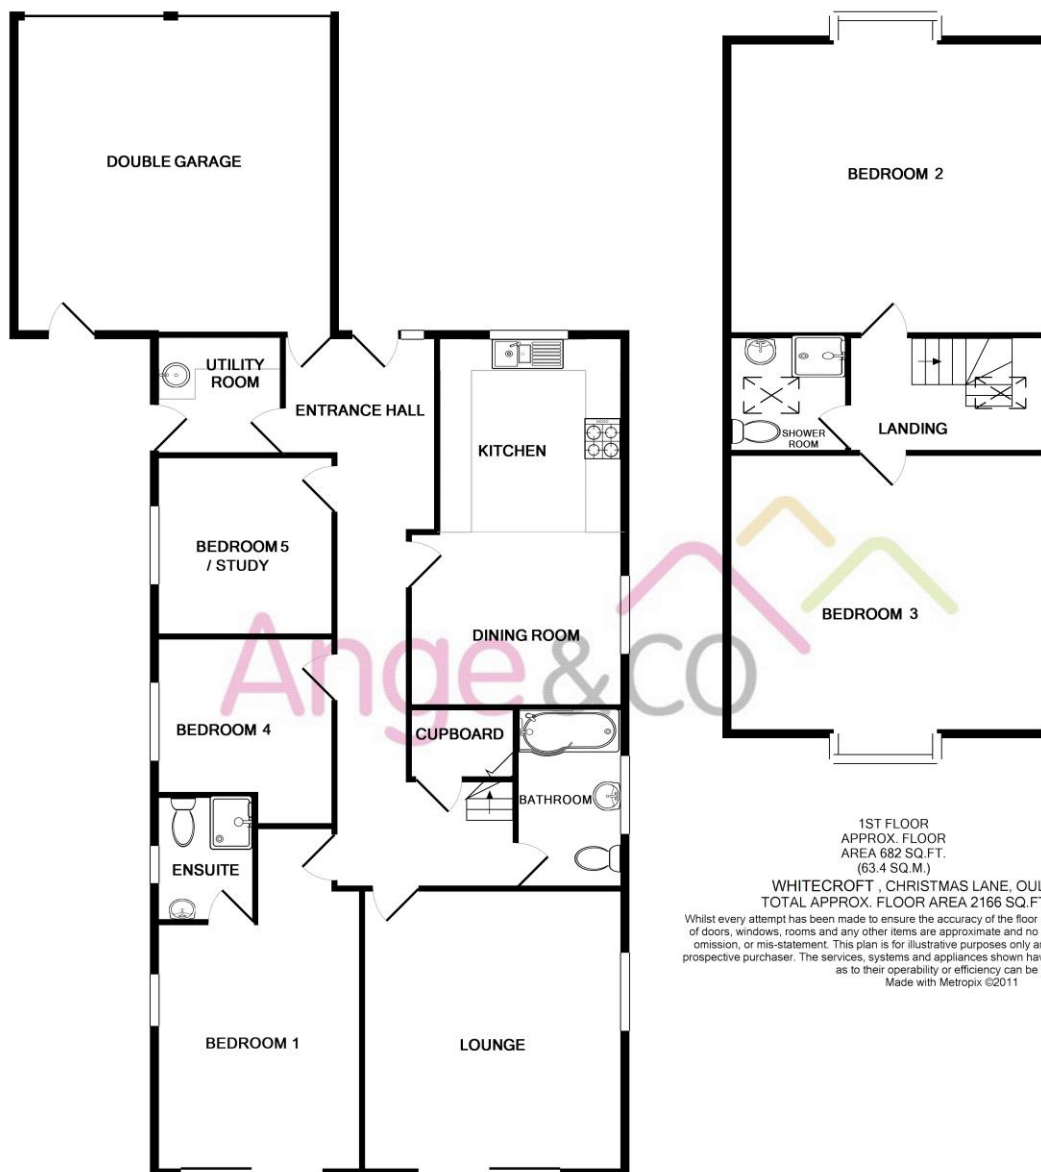 DOUBLE GARAGE
UTILITY
ROOM
ENTRANCE HALL
KITCHEN
BEDROOM 5
/ STUDY
DINING ROOM
BEDROOM 4
CUPBOARD
BATHROOM
ENSUITE
BEDROOM 1
LOUNGE
BEDROOM 2
SHOWER
ROOM
LANDING
BEDROOM 3
Ange&co
1ST FLOOR
APPROX. FLOOR
AREA 682 SQ.FT.
(63.4 SQ.M.)
WHITECROFT , CHRISTMAS LANE,
TOTAL APPROX. FLOOR AREA 2166 SQ.FT
Whilst every attempt has been made to ensure the accuracy of the floor
of doors, windows, rooms and any other items are approximate and no
omission, or mis-statement. This plan is for illustrative purposes only
prospective purchaser. The services, systems and appliances shown
as to their operability or efficiency can be
Made with Metropix ©2011